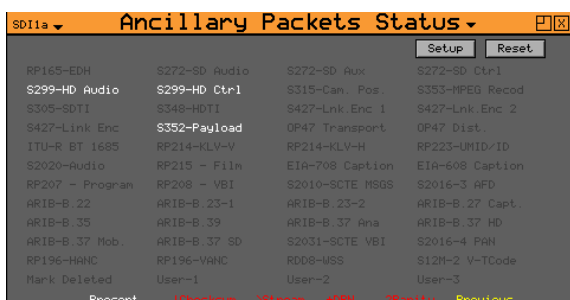 SDI1a Ancillary Packets Status
Setup Reset
RP165-EDH S272-SD Audio S272-SD Aux S272-SD Ctrl
S299-HD Audio S299-HD Ctrl S315-Cam. Pos. S353-MPEG Recod
S305-SDTI S348-HDTI S427-Lnk.Enc 1 S427-Lnk.Enc 2
S427-Link Enc S352-Payload OP47 Transport OP47 Dist.
ITU-R BT 1685 RP214-KLV-V RP214-KLV-H RP223-UMID/ID
S2020-Audio RP215 - Film EIA-708 Caption EIA-608 Caption
RP207 - Program RP208 - VBI S2010-SCTE MSGS S2016-3 AFD
ARIB-B.22 ARIB-B.23-1 ARIB-B.23-2 ARIB-B.27 Capt.
ARIB-B.35 ARIB-B.39 ARIB-B.37 Ana ARIB-B.37 HD
ARIB-B.37 Mob. ARIB-B.37 SD S2031-SCTE VBI S2016-4 PAN
RP196-HANC RP196-VANC RDD8-WSS S12M-2 V-TCode
Mark Deleted User-1 User-2 User-3
Present Previous